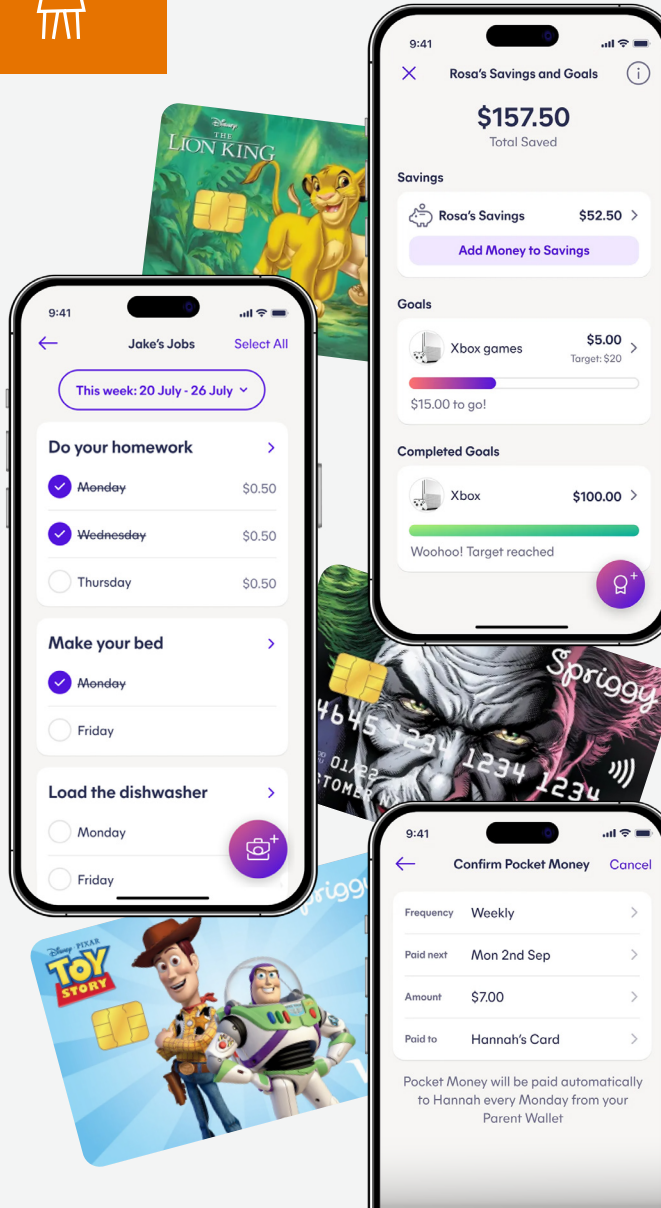 9:41
Rosa's Savings and Goals
$157.50
Total Saved
Savings
Rosa's Savings $52.50
Add Money to Savings
Goals
Xbox games $5.00
Target: $20
$15.00 to go!
Completed Goals
Xbox $100.00
Woohoo! Target reached
Disney
THE
LION KING
9:41
Jake's Jobs Select All
This week: 20 July - 26 July
Do your homework
Monday $0.50
Wednesday $0.50
Thursday $0.50
Make your bed
Monday
Friday
Load the dishwasher
Monday
Friday
Spriggy
4645 1234 1234 1234
01/22
Disney PIXAR
TOY
STORY
9:41
Confirm Pocket Money Cancel
Frequency Weekly
Paid next Mon 2nd Sep
Amount $7.00
Paid to Hannah's Card
Pocket Money will be paid automatically
to Hannah every Monday from your
Parent Wallet